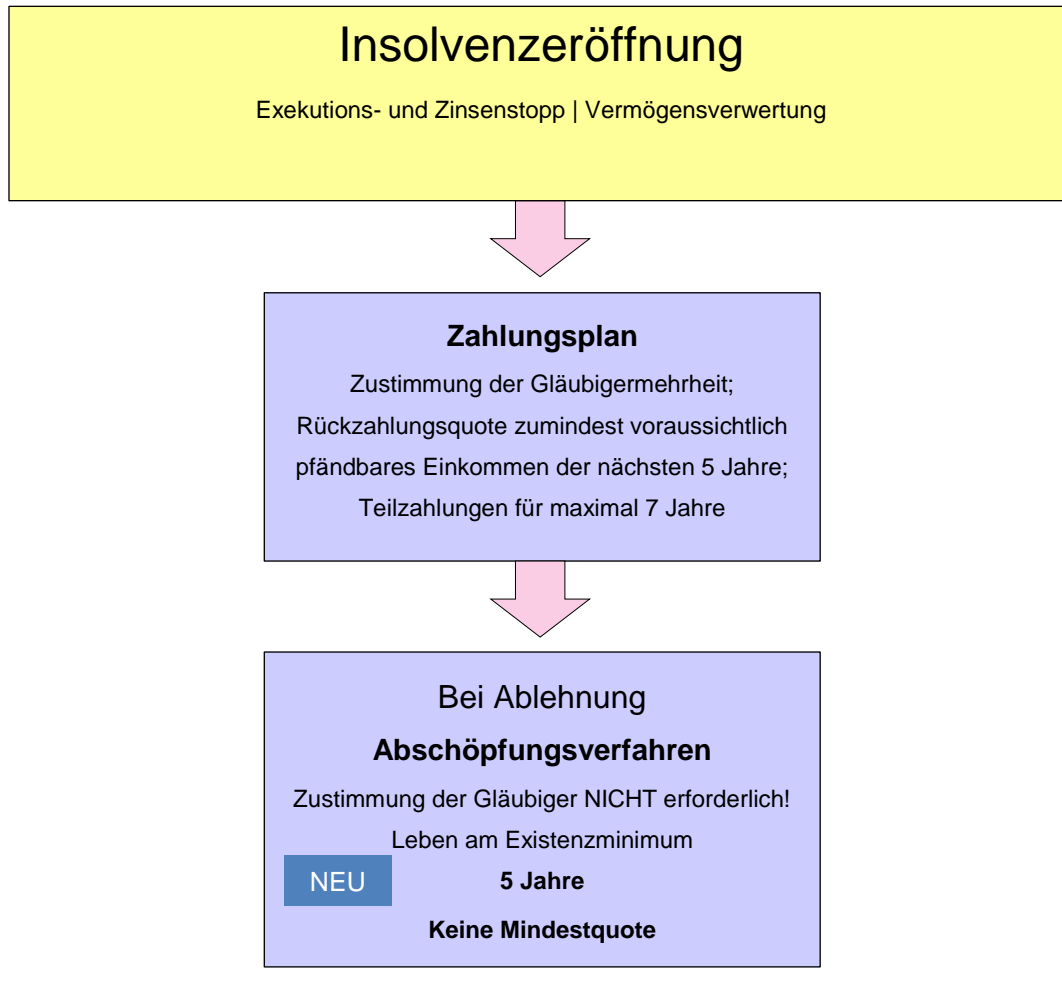 Insolvenzeröffnung
Exekutions- und Zinsenstopp | Vermögensverwertung
Zahlungsplan
Zustimmung der Gläubigermehrheit;
Rückzahlungsquote zumindest voraussichtlich
pfändbares Einkommen der nächsten 5 Jahre;
Teilzahlungen für maximal 7 Jahre
Bei Ablehnung
Abschöpfungsverfahren
Zustimmung der Gläubiger NICHT erforderlich!
Leben am Existenzminimum
NEU 5 Jahre
Keine Mindestquote